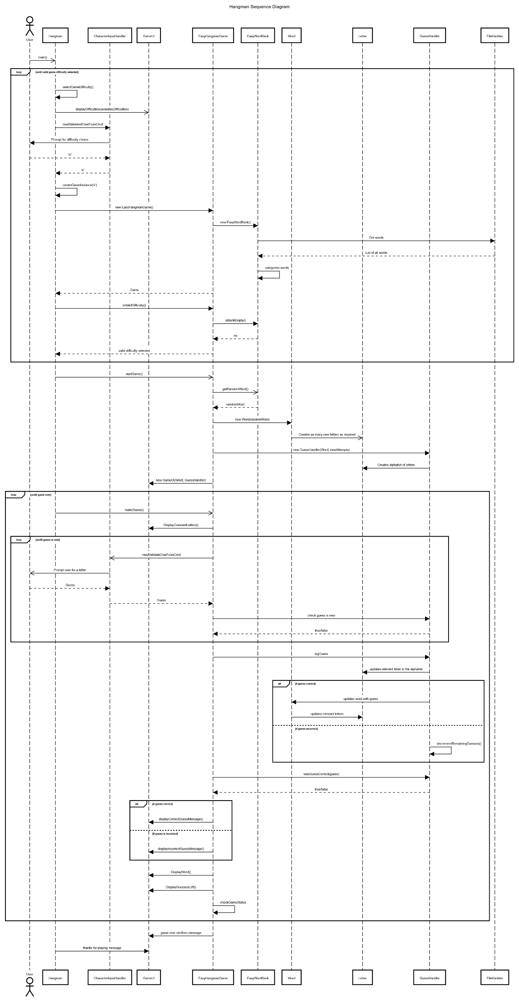 Hangman Sequence Diagram
User
Hangman
CharacterInputHandler
GameUI
EasyHangmanGame
EasyWordBank
Word
Letter
GuessHandler
FileHanlder
main()
loop
[until valid game difficulty selected]
selectGameDifficulty()
displayDifficulties(availableDifficulties)
readValidatedCharFromCmd
Prompt for difficulty choice
"e"
'e'
createGameInstance('e')
new EasyHangmanGame()
new EasyWordBank()
Get words
List of all words
categorise words
Game
isValidDifficulty()
isBankEmpty()
no
valid difficulty selected
startGame()
getRandomWord()
randomWord
new Word(randomWord)
Creates as many new letters as required
new GuessHandler(Word, maxAttempts)
Creates alphabet of letters
new GameUI(Word, GuessHandler)
loop
[untill game over]
makeGuess()
DisplayGuessedLetters()
loop
[untill guess is new]
readValidateCharFromCmd
Prompt user for a letter
Guess
Guess
check guess is new
true/false
logGuess
updates relevant letter in the alphabet
alt
[if guess correct]
updates word with guess
updates relevant letters
[if guess incorrect]
decrementRemainingGuesses()
wasGuessCorrect(guess)
true/false
alt
[if guess correct]
displayCorrectGuessMessage()
[if guess is incorrect]
displayIncorrectGuessMessage()
DisplayWord()
DisplayGuessesLeft()
checkGameStatus
game over win/loss message
thanks for playing message
User
Hangman
CharacterInputHandler
GameUI
EasyHangmanGame
EasyWordBank
Word
Letter
GuessHandler
FileHanlder